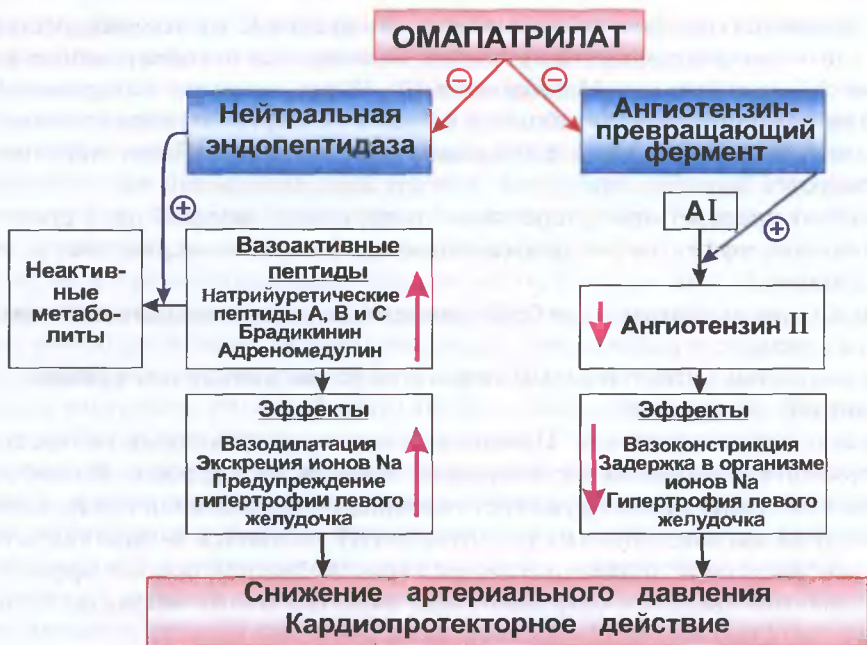 ОМАПАТРИЛАТ
⊖
⊖
Нейтральная
эндопептидаза
Ангиотензин-
превращающий
фермент
⊕
AI
⊕
Неактив-
ные
метабо-
литы
Вазоактивные
пептиды
Натрийуретические
пептиды А, В и С
Брадикинин
Адреномедулин
Ангиотензин II
Эффекты
Вазодилатация
Экскреция ионов Na
Предупреждение
гипертрофии левого
желудочка
Эффекты
Вазоконстрикция
Задержка в организме
ионов Na
Гипертрофия левого
желудочка
Снижение артериального давления
Кардиопротекторное действие